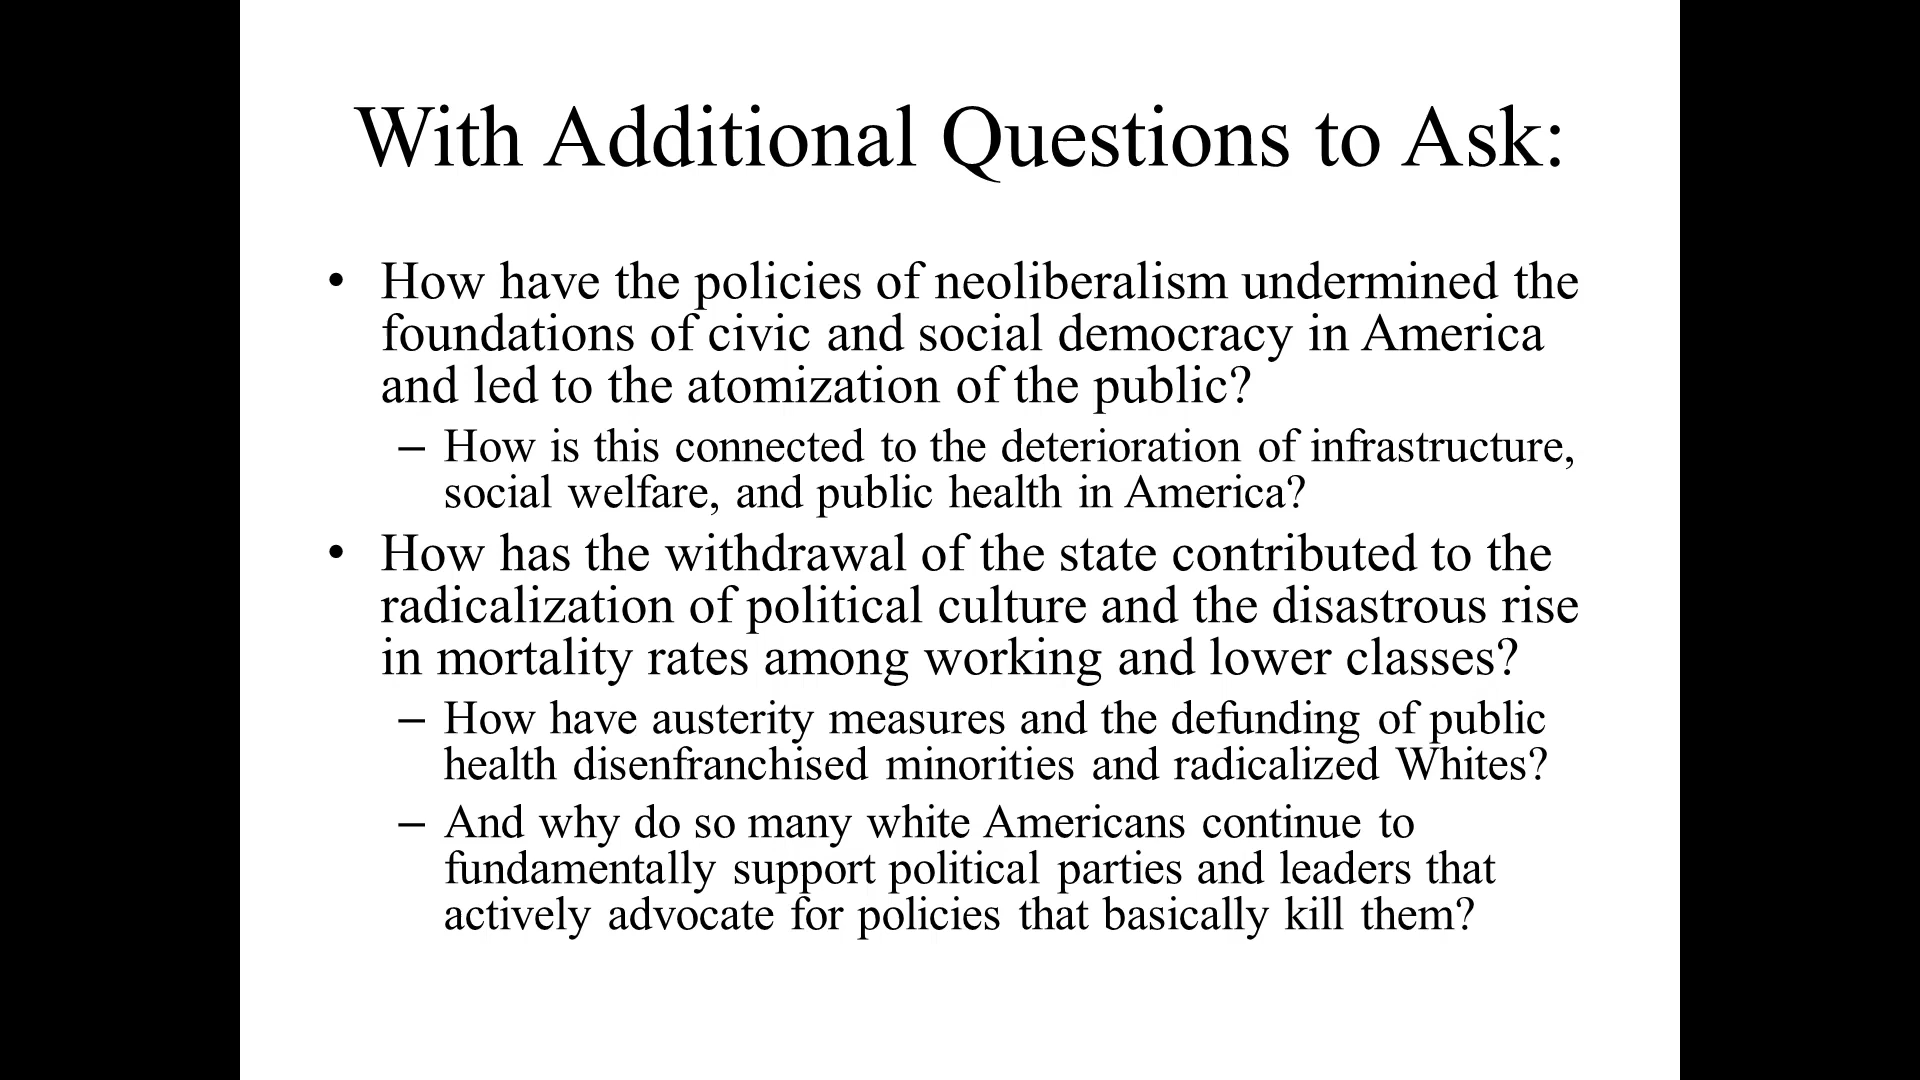 With Additional Questions to Ask:
• How have the policies of neoliberalism undermined the
foundations of civic and social democracy in America
and led to the atomization of the public?
– How is this connected to the deterioration of infrastructure,
social welfare, and public health in America?
• How has the withdrawal of the state contributed to the
radicalization of political culture and the disastrous rise
in mortality rates among working and lower classes?
– How have austerity measures and the defunding of public
health disenfranchised minorities and radicalized Whites?
– And why do so many white Americans continue to
fundamentally support political parties and leaders that
actively advocate for policies that basically kill them?